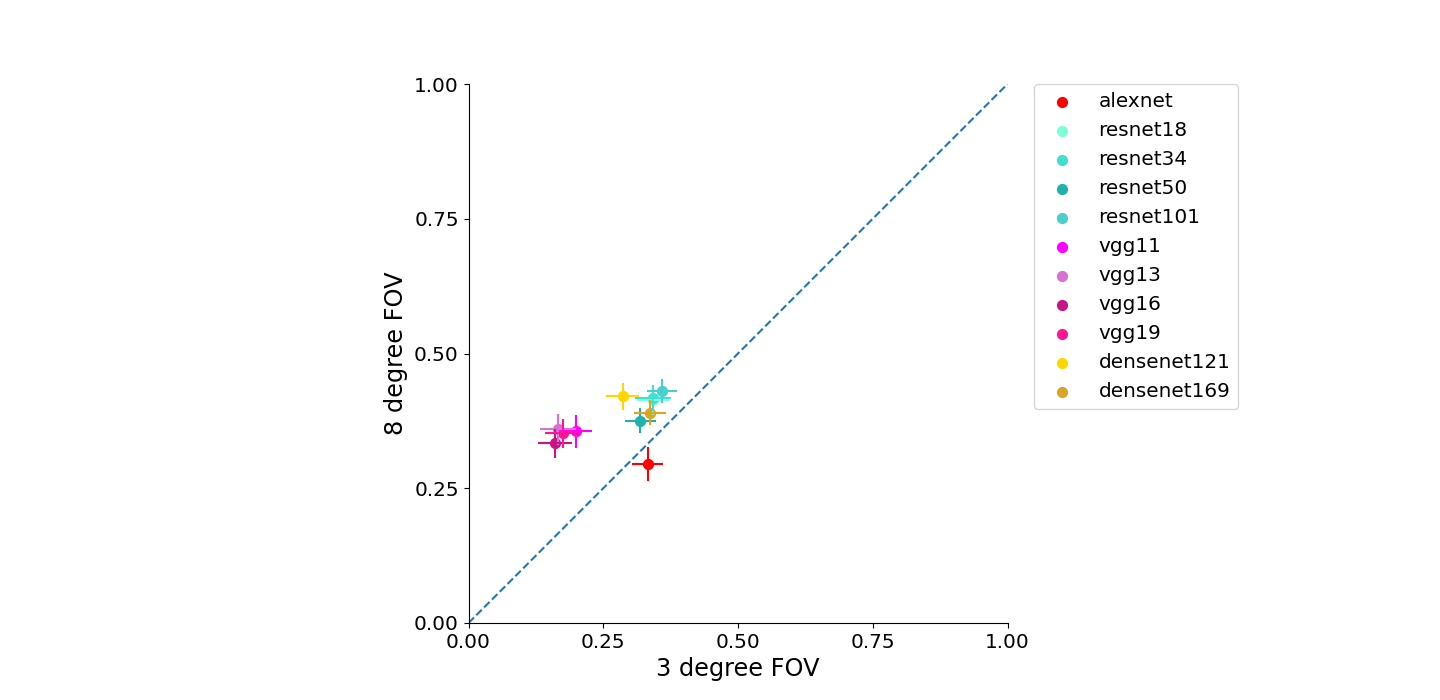 1.00
0.75
0.50
0.25
0.00
8 degree FOV
0.00 0.25 0.50 0.75 1.00
3 degree FOV
alexnet
resnet18
resnet34
resnet50
resnet101
vgg11
vgg13
vgg16
vgg19
densenet121
densenet169